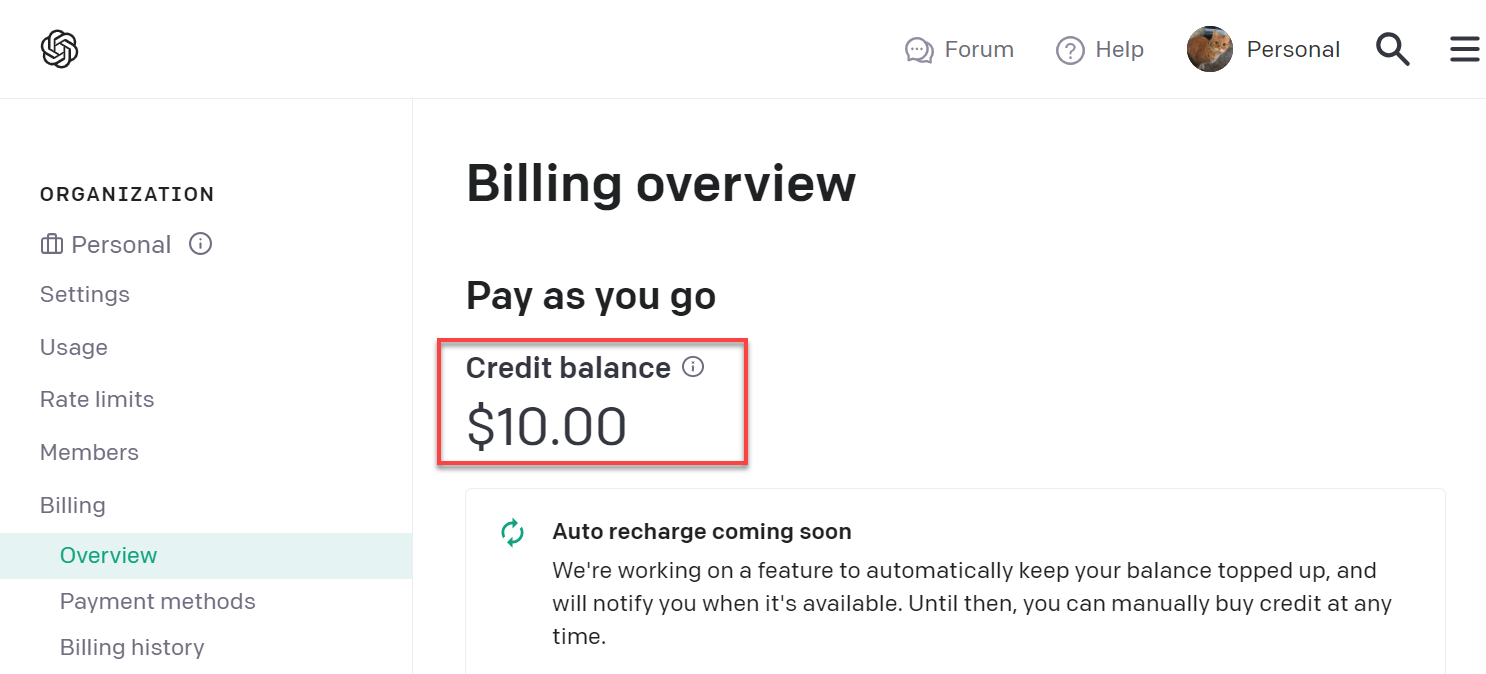 Forum
Help
Personal
ORGANIZATION
Personal
Settings
Usage
Rate limits
Members
Billing
Overview
Payment methods
Billing history
Billing overview
Pay as you go
Credit balance
$10.00
Auto recharge coming soon
We're working on a feature to automatically keep your balance topped up, and
will notify you when it's available. Until then, you can manually buy credit at any
time.